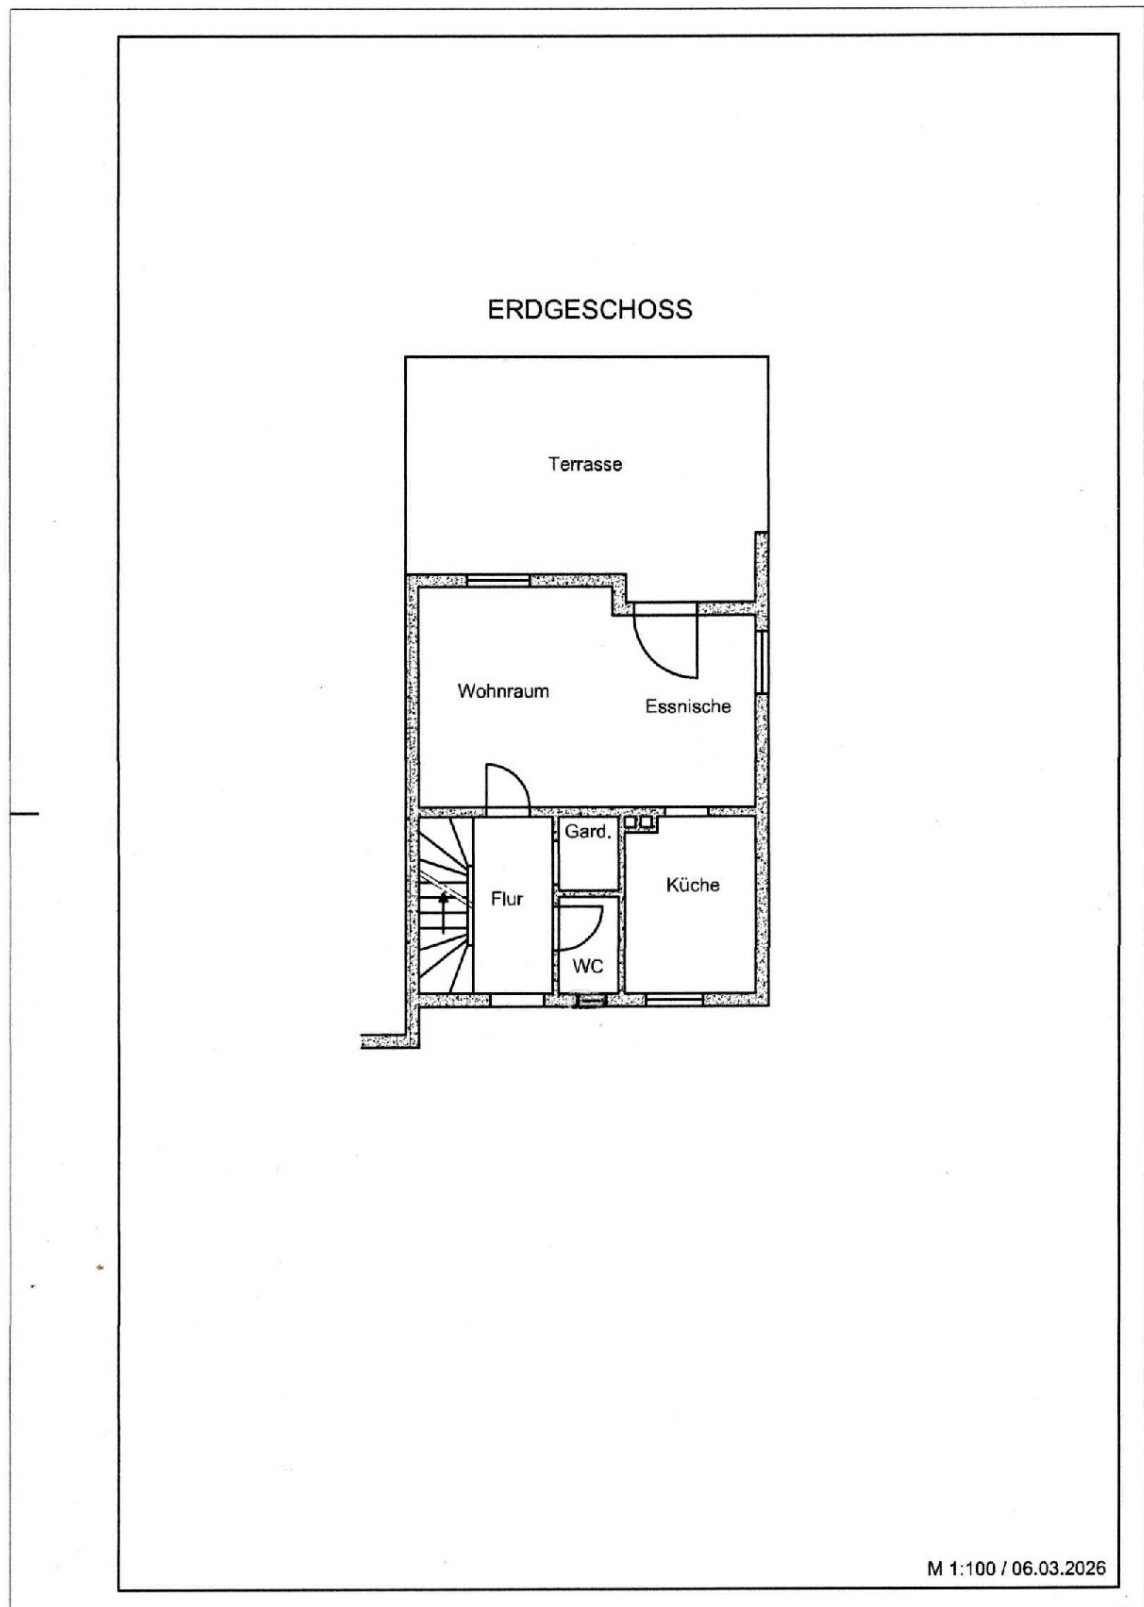 ERDGESCHOSS
Terrasse
Wohnraum
Essnische
Gard.
Küche
Flur
WC
M 1:100 / 06.03.2026